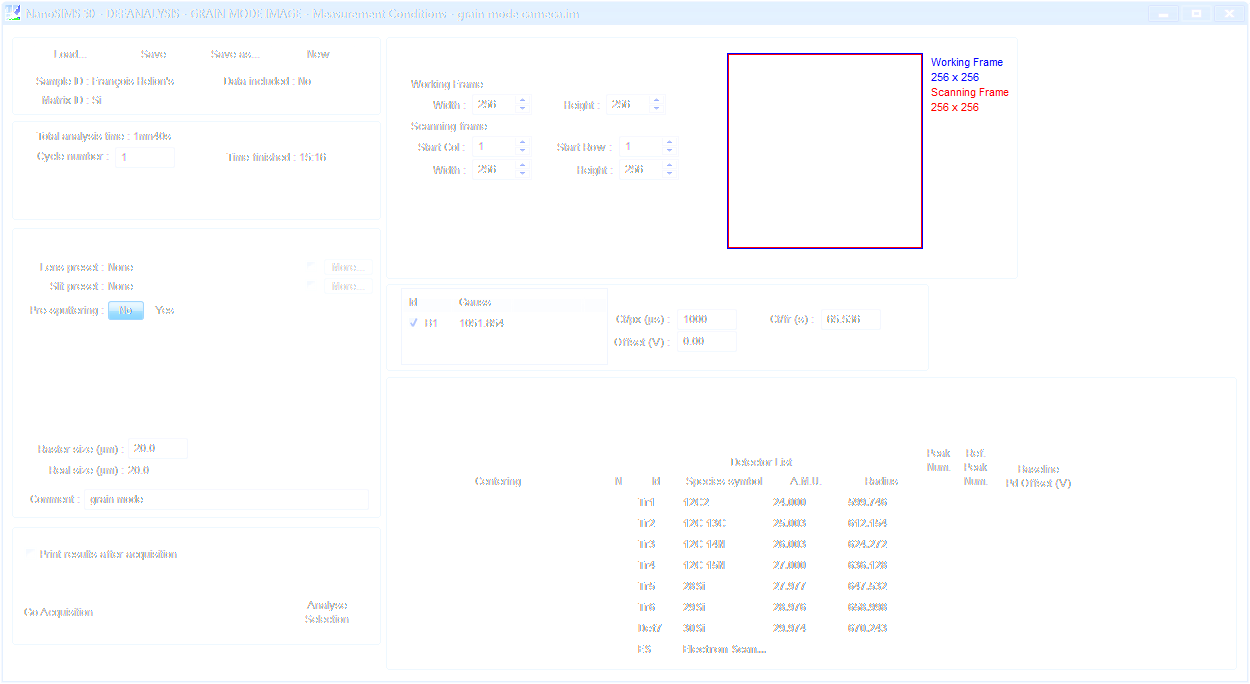 NanoSIMS 50 - DEFANALYSIS - GRAIN MODE IMAGE - Measurement Conditions - grain mode cameca.im
Load... Save Save as... New
Sample ID : François Delion's Data included : No
Matrix ID : Si
Total analysis time : 1mn40s
Cycle number : 1 Time finished : 15:16
Lens preset : None More...
Slit preset : None More...
Pre-sputtering : No Yes
Raster size (µm) : 20.0
Real size (µm) : 20.0
Comment : grain mode
Print results after acquisition
Go Acquisition Analyse Selection
Working Frame
Width : 256 Height : 256
Scanning frame
Start Col : 1 Start Row : 1
Width : 256 Height : 256
Working Frame
256 x 256
Scanning Frame
256 x 256
Id Gauss
B1 1051.854
Ct/px (µs) : 1000 Ct/fr (s) : 65.536
Offset (V) : 0.00
Detector List
Centering N Id Species symbol A.M.U. Radius Peak Num. Ref. Peak Num. Baseline Pd Offset (V)
Tr1 12C2 24.000 599.746
Tr2 12C 13C 25.003 612.154
Tr3 12C 14N 26.003 624.272
Tr4 12C 15N 27.000 636.128
Tr5 28Si 27.977 647.532
Tr6 29Si 28.976 658.998
Det7 30Si 29.974 670.243
ES Electron Scan...